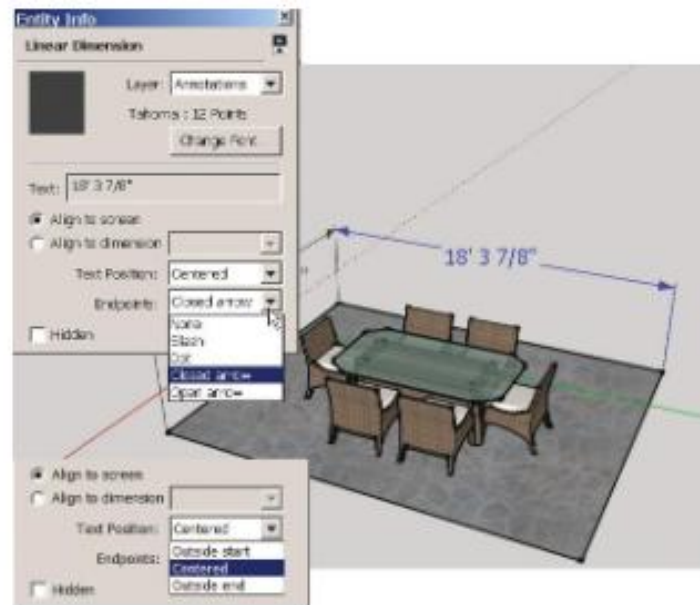 Entity Info
Linear Dimension
Layer: Annotations
Tahoma : 12 Points
Change Font...
Text: 18' 3 7/8"
Align to screen
Align to dimension
Text Position: Centered
Endpoints: Closed arrow
Hidden
None
Slash
Dot
Closed arrow
Open arrow
18' 3 7/8"
Align to screen
Align to dimension
Text Position: Centered
Endpoints:
Outside start
Centered
Outside end
Hidden